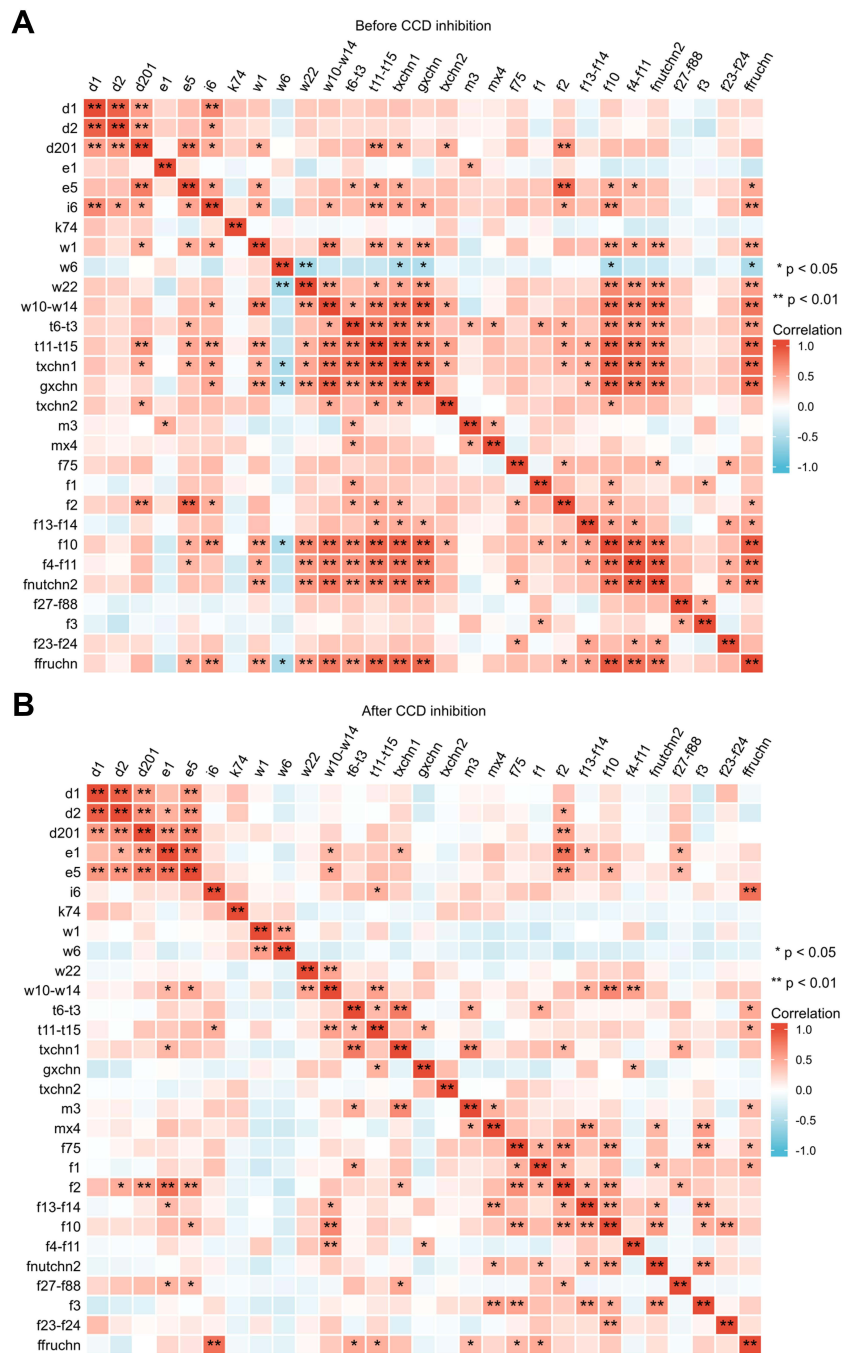 A
Before CCD inhibition
d1 d2 d201 e1 e5 i6 k74 w1 w6 w22 w10-w14 t6-t3 t11-t15 txchn1 gxchn txchn2 m3 mx4 f75 f1 f2 f13-f14 f10 f4-f11 fnutchn2 f27-f88 f3 f23-f24 ffruchn
d1 ** ** ** **
d2 ** ** ** *
d201 ** ** ** ** * * ** * * **
e1 ** *
e5 ** ** * * * * * ** * * *
i6 ** * * * ** * * ** * * * ** **
k74 **
w1 * * * ** ** ** * ** ** * ** **
w6 ** ** * * * *
w22 ** ** ** * * ** ** ** ** **
w10-w14 * ** ** ** * ** ** ** * ** ** ** **
t6-t3 * * ** ** ** ** * * * * ** ** ** **
t11-t15 ** * ** ** * ** ** ** ** ** * * * ** ** ** **
txchn1 * * * * * * ** ** ** ** ** * * * ** ** ** **
gxchn * ** * ** ** ** ** ** ** * ** ** ** **
txchn2 * * * * ** *
m3 * * ** *
mx4 * * **
f75 ** * * *
f1 * ** * *
f2 ** ** * * * * * ** * *
f13-f14 * * * ** * * * *
f10 * ** ** * ** ** ** ** ** ** * * * * ** ** ** **
f4-f11 * * ** ** ** ** ** ** * ** ** ** * **
fnutchn2 ** ** ** ** ** ** ** * ** ** ** * **
f27-f88 ** *
f3 * * **
f23-f24 * * * * **
ffruchn * ** ** * ** ** ** ** ** ** * * ** ** ** **
* p < 0.05
** p < 0.01
Correlation
1.0
0.5
0.0
-0.5
-1.0
B
After CCD inhibition
d1 d2 d201 e1 e5 i6 k74 w1 w6 w22 w10-w14 t6-t3 t11-t15 txchn1 gxchn txchn2 m3 mx4 f75 f1 f2 f13-f14 f10 f4-f11 fnutchn2 f27-f88 f3 f23-f24 ffruchn
d1 ** ** ** **
d2 ** ** ** * ** *
d201 ** ** ** ** ** **
e1 * ** ** ** * * ** * *
e5 ** ** ** ** ** * ** * *
i6 ** * **
k74 **
w1 ** **
w6 ** **
w22 ** **
w10-w14 * * ** ** ** * ** **
t6-t3 ** * ** * * *
t11-t15 * ** * ** * *
txchn1 * ** ** ** * *
gxchn * ** *
txchn2 **
m3 * ** ** * *
mx4 * ** ** * **
f75 ** * ** ** ** *
f1 * * ** * * *
f2 * ** ** ** * ** * ** * ** *
f13-f14 * * ** * ** ** * **
f10 * ** ** ** ** ** ** * **
f4-f11 ** * **
fnutchn2 * * * ** ** **
f27-f88 * * * * **
f3 ** ** ** * ** **
f23-f24 ** **
ffruchn ** * * * * * **
* p < 0.05
** p < 0.01
Correlation
1.0
0.5
0.0
-0.5
-1.0